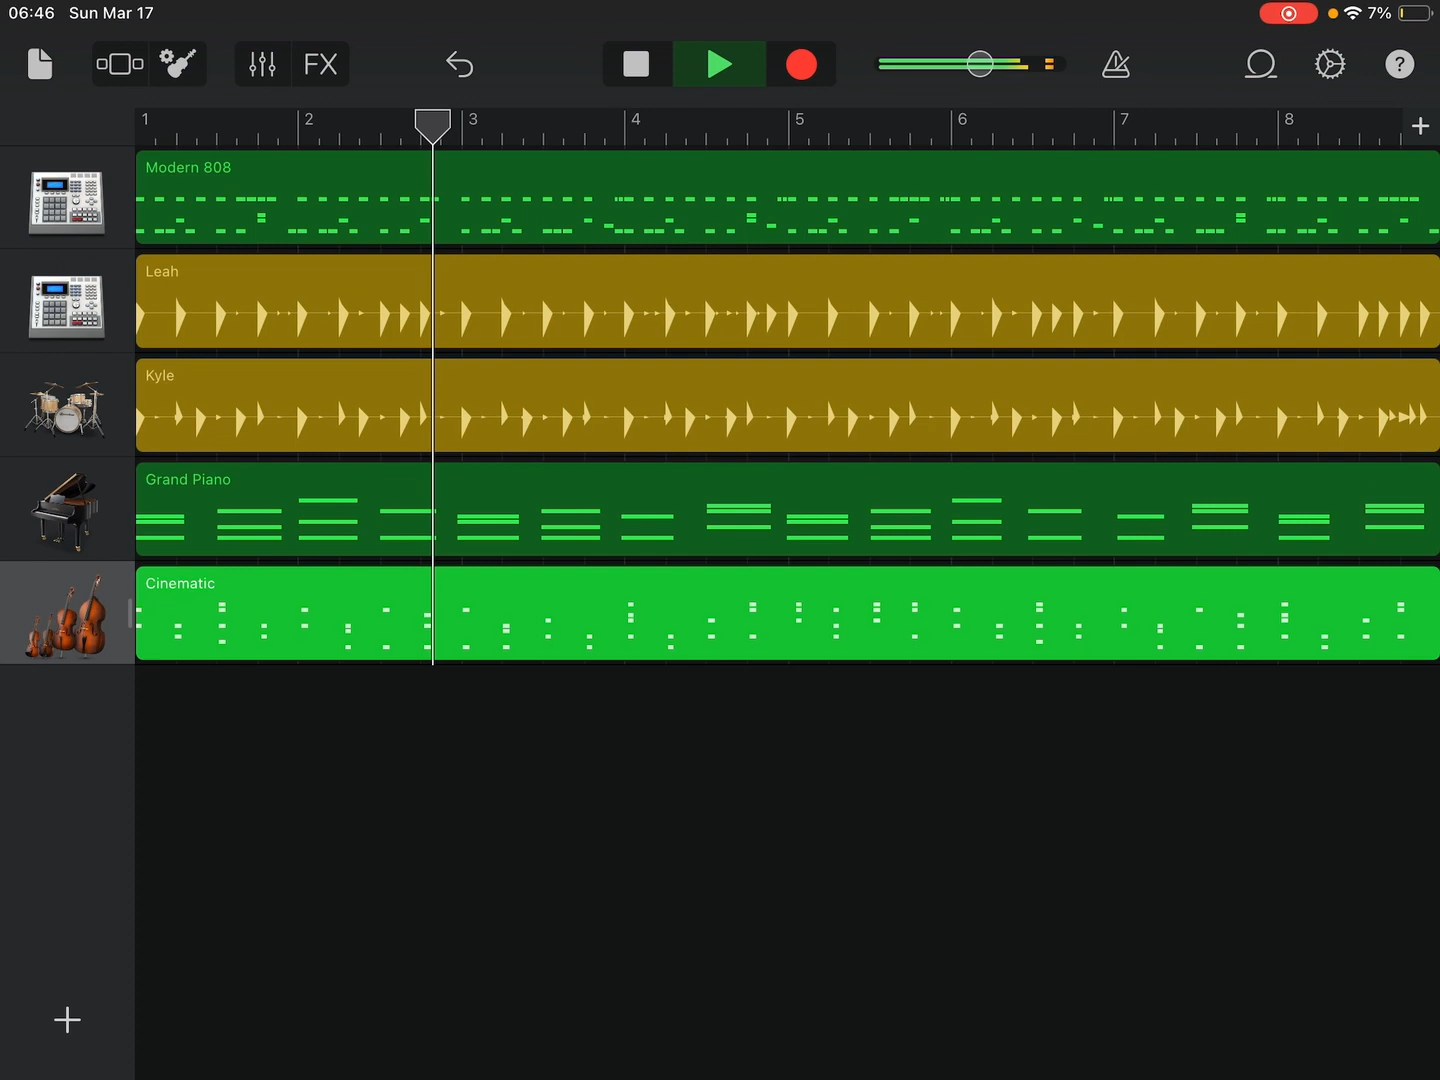 06:46 Sun Mar 17
7%
FX
?
1 2 3 4 5 6 7 8
Modern 808
Leah
Kyle
Grand Piano
Cinematic